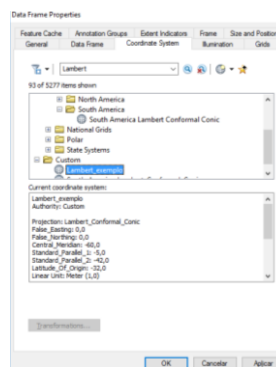 Data Frame Properties
Feature Cache Annotation Groups Extent Indicators Frame Size and Position
General Data Frame Coordinate System Illumination Grids
Lambert
93 of 5277 items shown
North America
South America
South America Lambert Conformal Conic
National Grids
Polar
State Systems
Custom
Lambert_exemplo
Current coordinate system:
Lambert_exemplo
Authority: Custom
Projection: Lambert_Conformal_Conic
False_Easting: 0,0
False_Northing: 0,0
Central_Meridian: -60,0
Standard_Parallel_1: -5,0
Standard_Parallel_2: -42,0
Latitude_Of_Origin: -32,0
Linear Unit: Meter (1,0)
Transformations...
OK Cancelar Aplicar